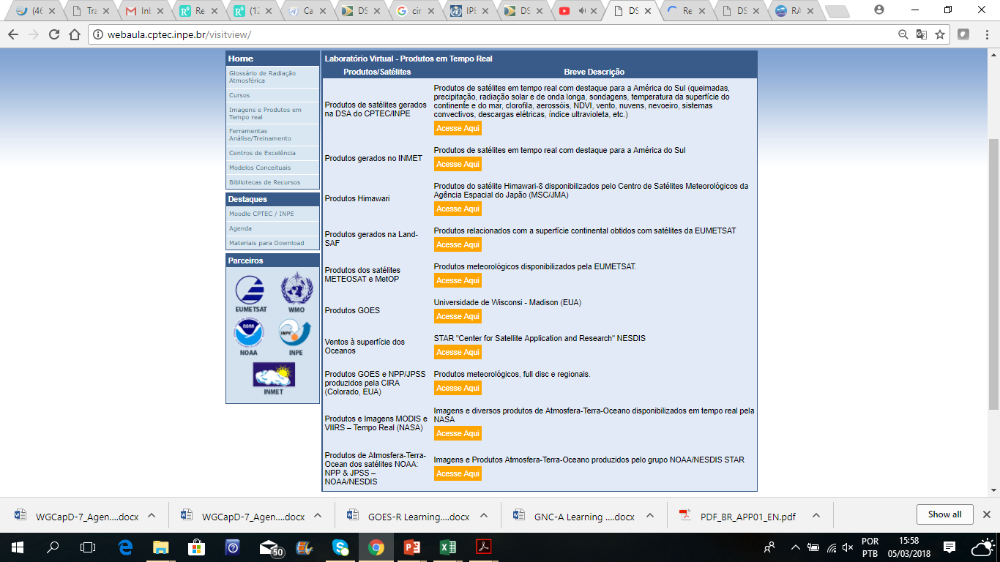 (46
Tra
Inb
Re
(12
Ca
DS
cir
IPE
DS
DS
Re
DS
RA
webaula.cptec.inpe.br/visitview/
Home
Glossário de Radiação
Atmosférica
Cursos
Imagens e Produtos em
Tempo real
Ferramentas
Análise/Treinamento
Centros de Excelência
Modelos Conceituais
Bibliotecas de Recursos
Destaques
Moodle CPTEC / INPE
Agenda
Materiais para Download
Parceiros
EUMETSAT
WMO
NOAA
NOAA
INPE
INPE
INMET
Laboratório Virtual - Produtos em Tempo Real
Produtos/Satélites
Breve Descrição
Produtos de satélites gerados
na DSA do CPTEC/INPE
Produtos de satélites em tempo real com destaque para a América do Sul (queimadas,
precipitação, radiação solar e de onda longa, sondagens, temperatura da superfície do
continente e do mar, clorofila, aerossóis, NDVI, vento, nuvens, nevoeiro, sistemas
convectivos, descargas elétricas, índice ultravioleta, etc.)
Acesse Aqui
Produtos gerados no INMET
Produtos de satélites em tempo real com destaque para a América do Sul
Acesse Aqui
Produtos Himawari
Produtos do satélite Himawari-8 disponibilizados pelo Centro de Satélites Meteorológicos da
Agência Espacial do Japão (MSC/JMA)
Acesse Aqui
Produtos gerados na Land-
SAF
Produtos relacionados com a superfície continental obtidos com satélites da EUMETSAT
Acesse Aqui
Produtos dos satélites
METEOSAT e MetOP
Produtos meteorológicos disponibilizados pela EUMETSAT.
Acesse Aqui
Produtos GOES
Universidade de Wisconsi - Madison (EUA)
Acesse Aqui
Ventos à superfície dos
Oceanos
STAR "Center for Satellite Application and Research" NESDIS
Acesse Aqui
Produtos GOES e NPP/JPSS
produzidos pela CIRA
(Colorado, EUA)
Produtos meteorológicos, full disc e regionais.
Acesse Aqui
Produtos e Imagens MODIS e
VIIRS – Tempo Real (NASA)
Imagens e diversos produtos de Atmosfera-Terra-Oceano disponibilizados em tempo real pela
NASA
Acesse Aqui
Produtos de Atmosfera-Terra-
Ocean dos satélites NOAA:
NPP & JPSS –
NOAA/NESDIS
Imagens e Produtos Atmosfera-Terra-Oceano produzidos pelo grupo NOAA/NESDIS STAR
Acesse Aqui
WGCapD-7_Agen....docx
WGCapD-7_Agen....docx
GOES-R Learning....docx
GNC-A Learning ....docx
PDF_BR_APP01_EN.pdf
Show all
50
POR
PTB
15:58
05/03/2018